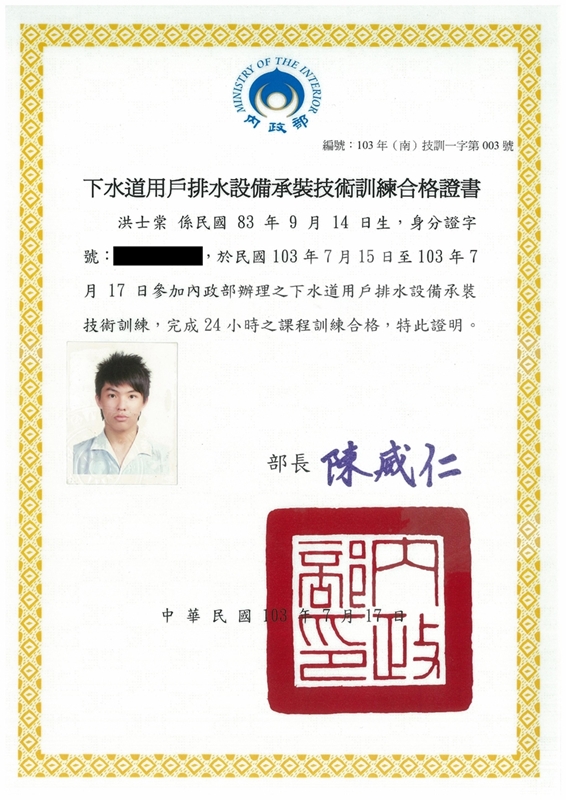 MINISTRY OF THE INTERIOR
內政部
編號：103 年（南）技訓一字第 003 號
下水道用戶排水設備承裝技術訓練合格證書
洪士棠 係民國 83 年 9 月 14 日生，身分證字
號：，於民國 103 年 7 月 15 日至 103 年 7
月 17 日參加內政部辦理之下水道用戶排水設備承裝
技術訓練，完成 24 小時之課程訓練合格，特此證明。
部長 陳威仁
內政部印
中華民國 103 年 7 月 17 日